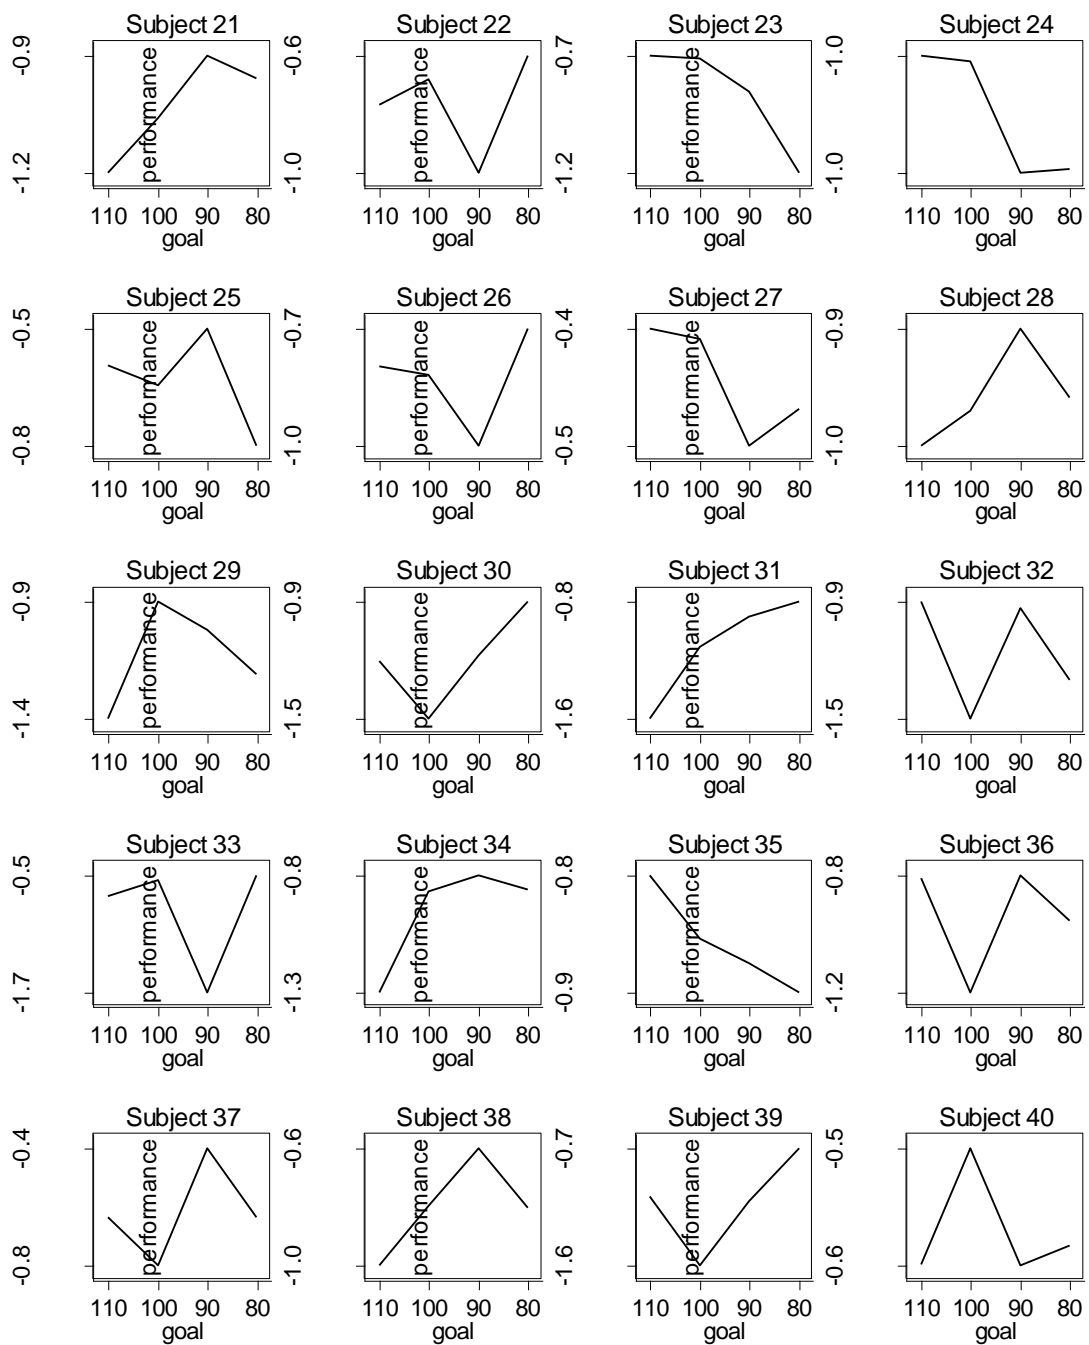 Subject 21 Subject 22 Subject 23 Subject 24
-0.9 -0.6 -0.7 -1.0
performance performance performance
-1.2 -1.0 -1.2 -1.0
110 100 90 80 110 100 90 80 110 100 90 80 110 100 90 80
goal goal goal goal
Subject 25 Subject 26 Subject 27 Subject 28
-0.5 -0.7 -0.4 -0.9
performance performance performance
-0.8 -1.0 -0.5 -1.0
110 100 90 80 110 100 90 80 110 100 90 80 110 100 90 80
goal goal goal goal
Subject 29 Subject 30 Subject 31 Subject 32
-0.9 -0.9 -0.8 -0.9
performance performance performance
-1.4 -1.5 -1.6 -1.5
110 100 90 80 110 100 90 80 110 100 90 80 110 100 90 80
goal goal goal goal
Subject 33 Subject 34 Subject 35 Subject 36
-0.5 -0.8 -0.8 -0.8
performance performance performance
-1.7 -1.3 -0.9 -1.2
110 100 90 80 110 100 90 80 110 100 90 80 110 100 90 80
goal goal goal goal
Subject 37 Subject 38 Subject 39 Subject 40
-0.4 -0.6 -0.7 -0.5
performance performance performance
-0.8 -1.0 -1.6 -0.6
110 100 90 80 110 100 90 80 110 100 90 80 110 100 90 80
goal goal goal goal